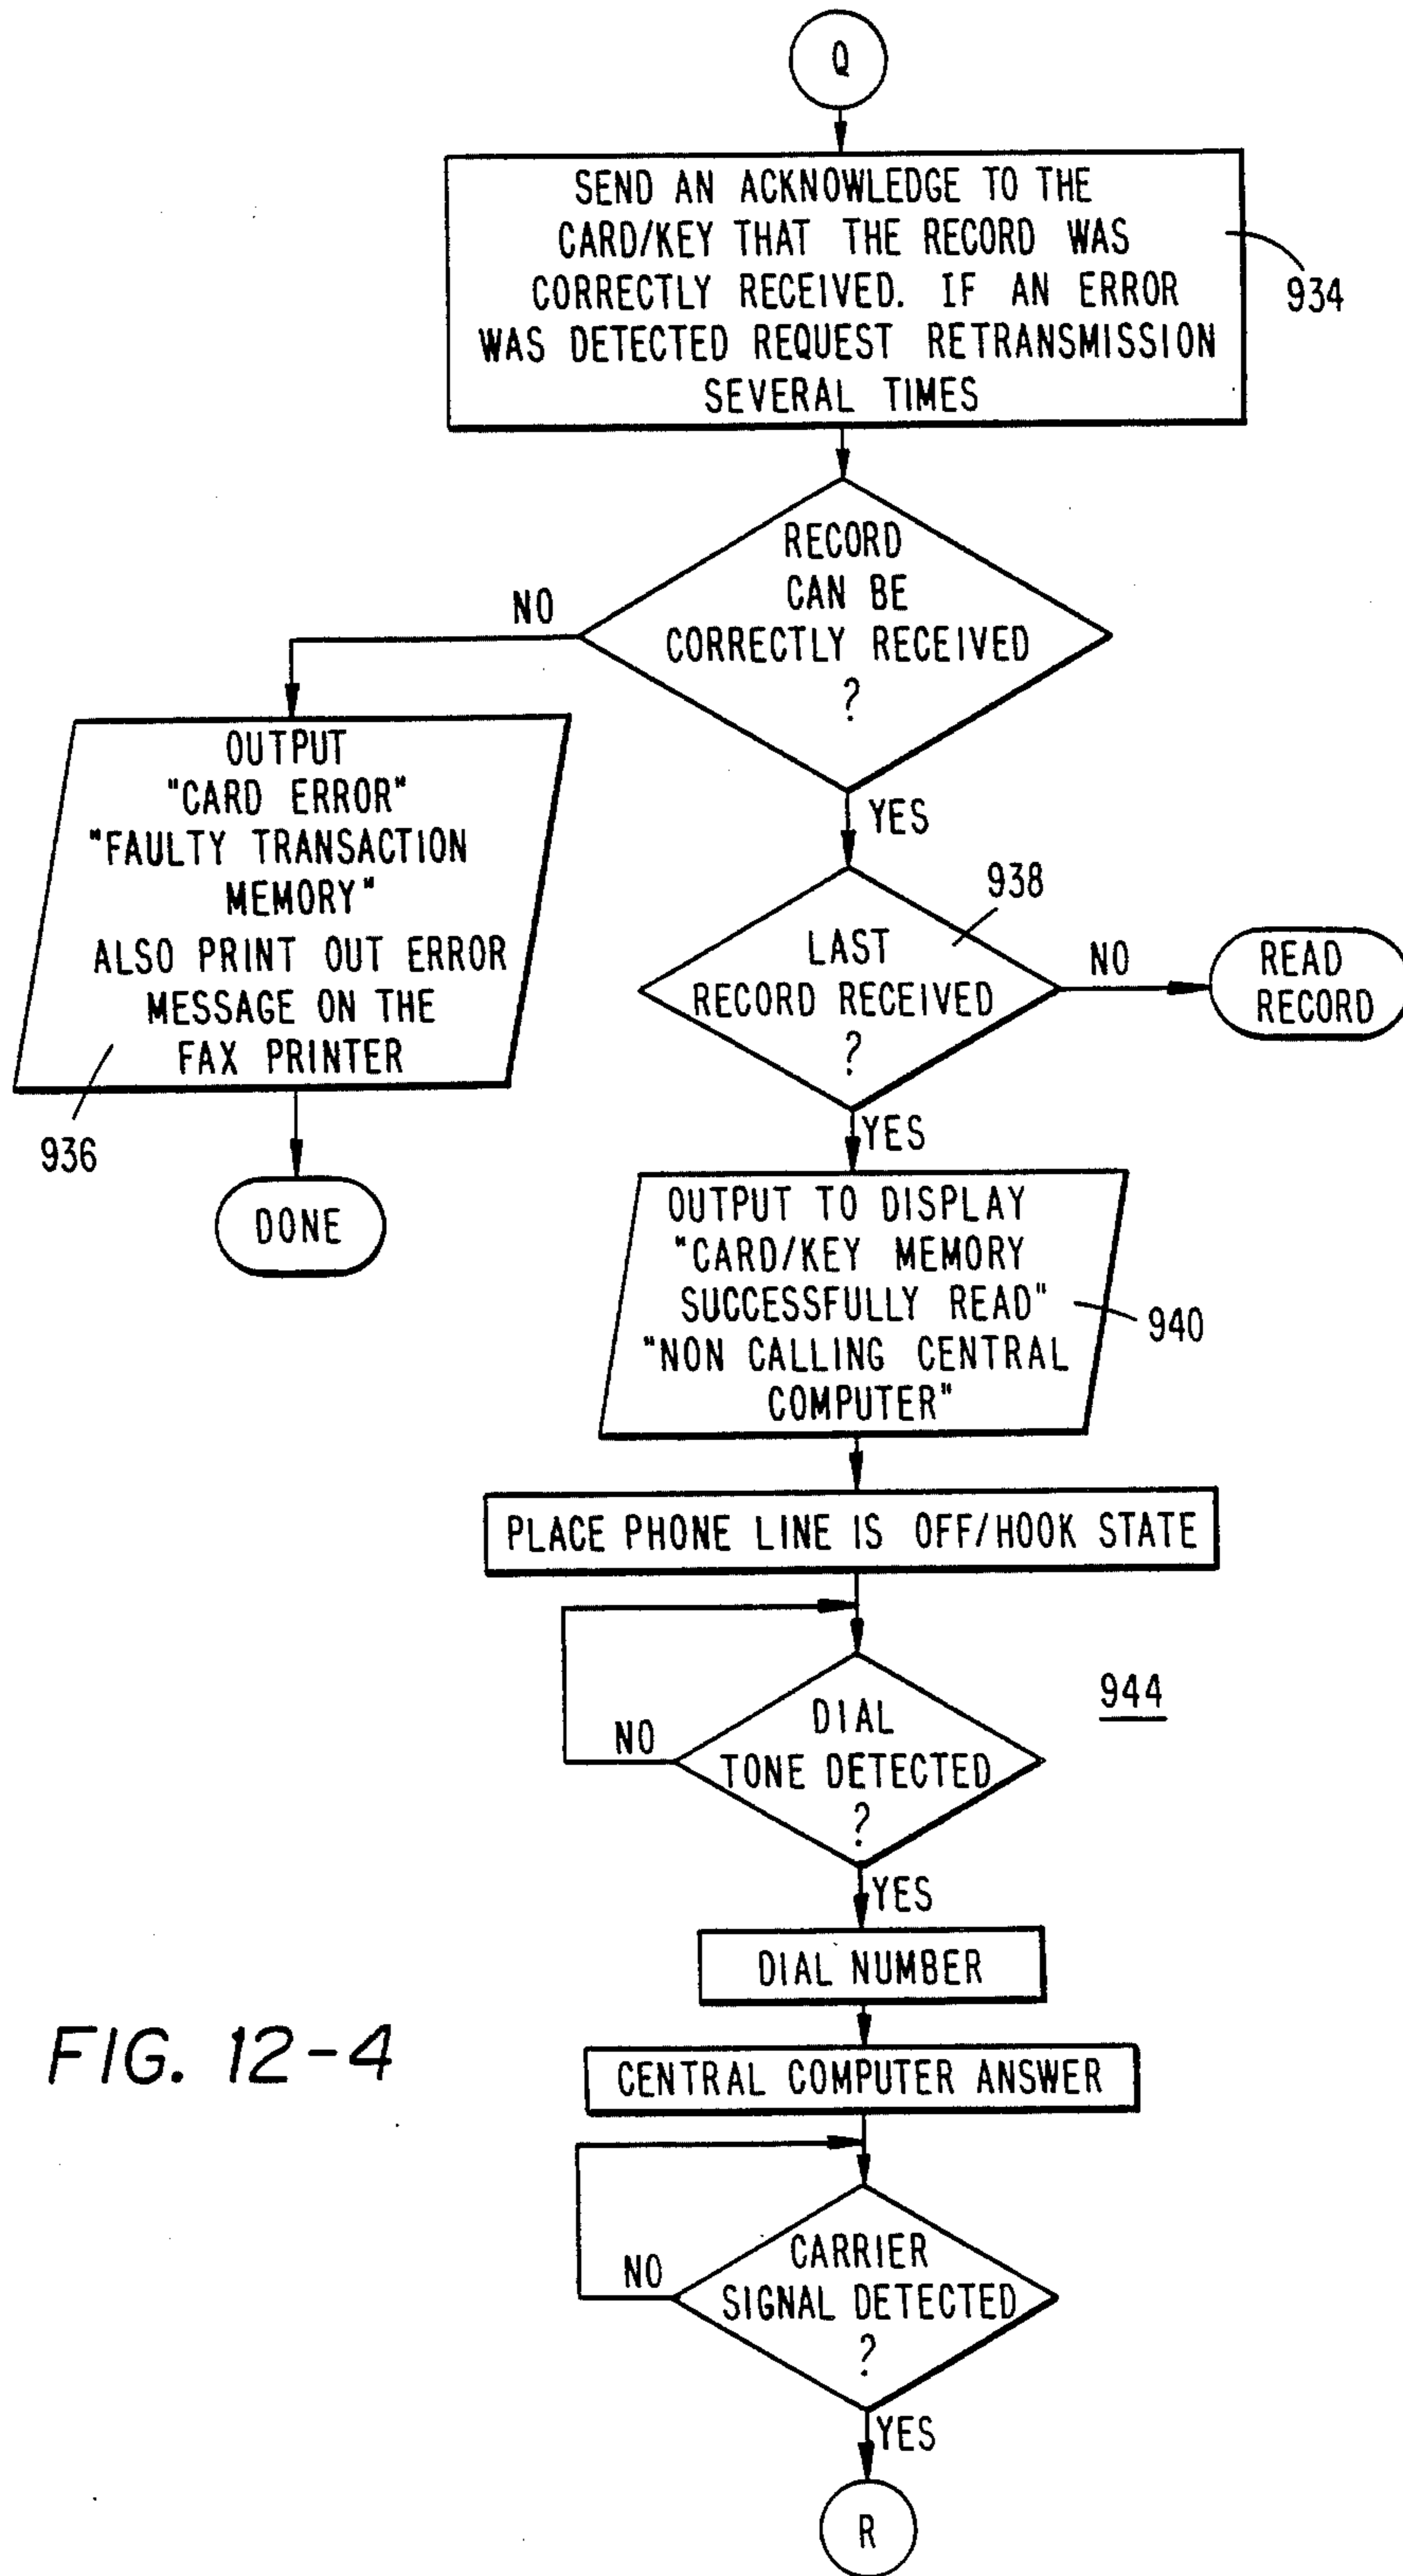 Q
SEND AN ACKNOWLEDGE TO THE
CARD/KEY THAT THE RECORD WAS
CORRECTLY RECEIVED. IF AN ERROR
WAS DETECTED REQUEST RETRANSMISSION
SEVERAL TIMES
934
RECORD
CAN BE
CORRECTLY RECEIVED
?
NO
OUTPUT
"CARD ERROR"
"FAULTY TRANSACTION
MEMORY"
ALSO PRINT OUT ERROR
MESSAGE ON THE
FAX PRINTER
936
DONE
YES
938
LAST
RECORD RECEIVED
?
NO
READ
RECORD
YES
OUTPUT TO DISPLAY
"CARD/KEY MEMORY
SUCCESSFULLY READ"
"NON CALLING CENTRAL
COMPUTER"
940
PLACE PHONE LINE IS OFF/HOOK STATE
944
DIAL
TONE DETECTED
?
NO
YES
DIAL NUMBER
CENTRAL COMPUTER ANSWER
CARRIER
SIGNAL DETECTED
?
NO
YES
R
FIG. 12-4